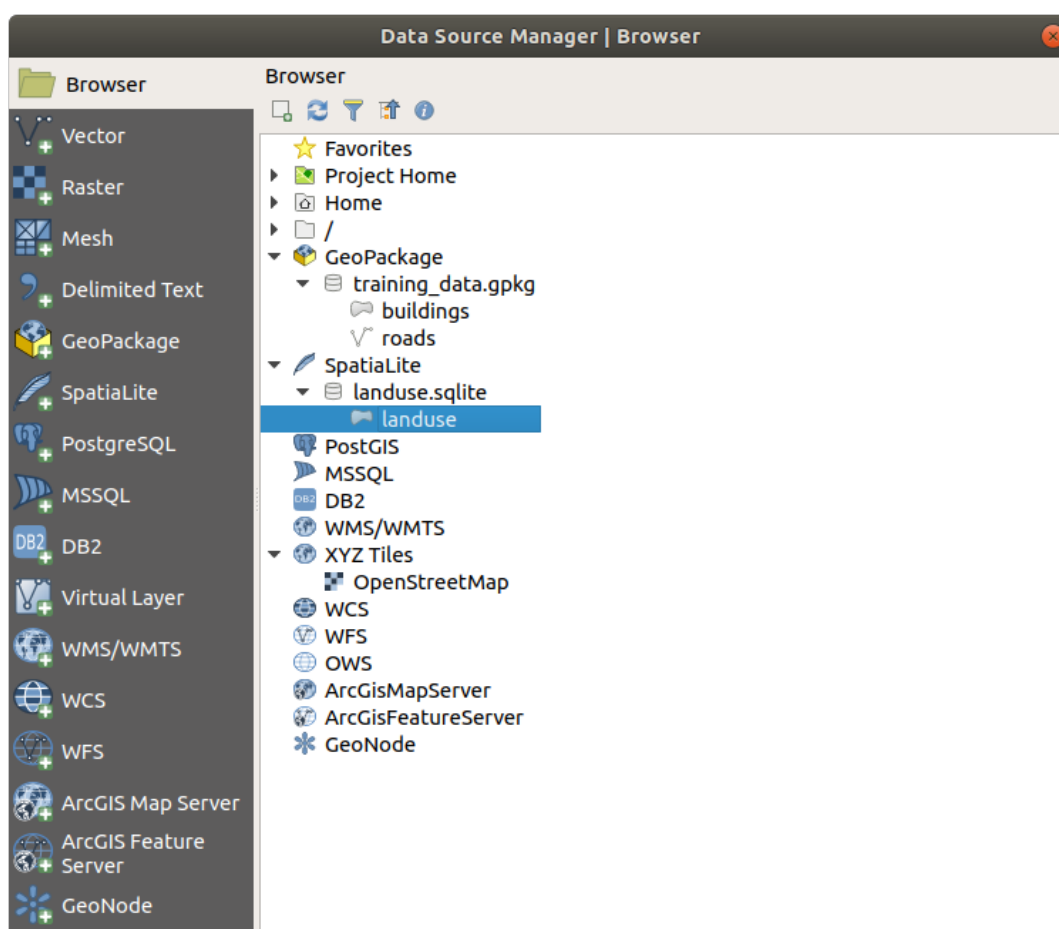 Data Source Manager | Browser
Browser
Vector
Raster
Mesh
Delimited Text
GeoPackage
SpatiaLite
PostgreSQL
MSSQL
DB2
DB2
Virtual Layer
WMS/WMTS
WCS
WFS
ArcGIS Map Server
ArcGIS Feature
Server
GeoNode
Browser
Favorites
Project Home
Home
/
GeoPackage
training_data.gpkg
buildings
roads
SpatiaLite
landuse.sqlite
landuse
PostGIS
MSSQL
DB2 DB2
WMS/WMTS
XYZ Tiles
OpenStreetMap
WCS
WFS
OWS
ArcGisMapServer
ArcGisFeatureServer
GeoNode